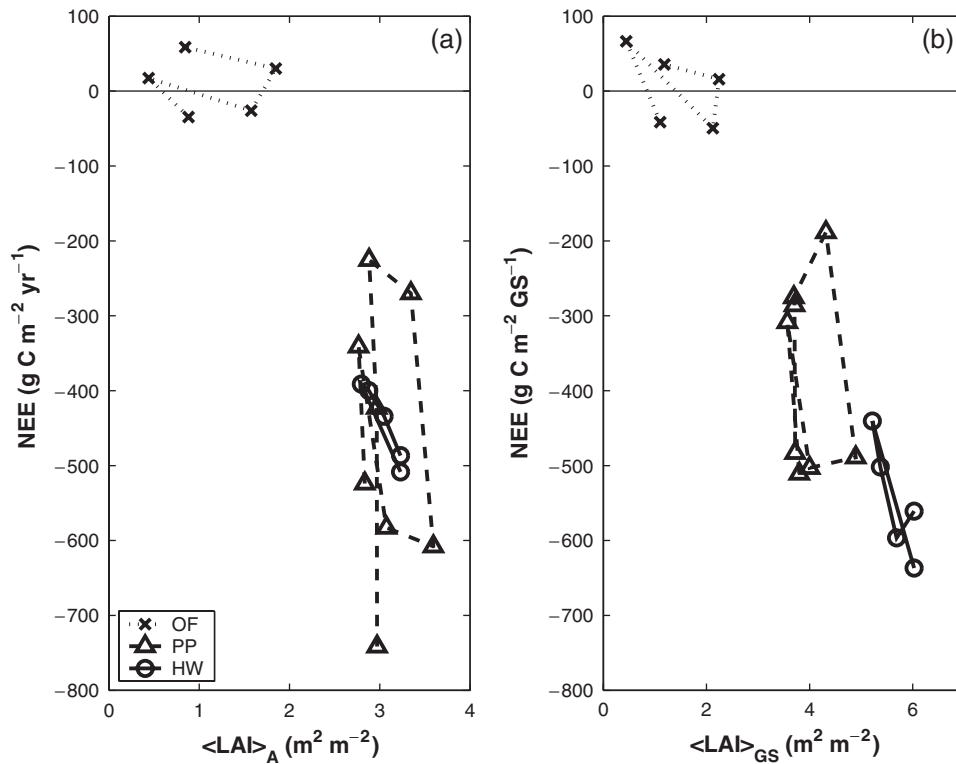 (a)
100
0
−100
−200
−300
−400
−500
−600
−700
−800
NEE (g C m−2 yr−1)
OF
PP
HW
0 1 2 3 4
<LAI>A (m2 m−2)
(b)
100
0
−100
−200
−300
−400
−500
−600
−700
−800
NEE (g C m−2 GS−1)
0 2 4 6
<LAI>GS (m2 m−2)